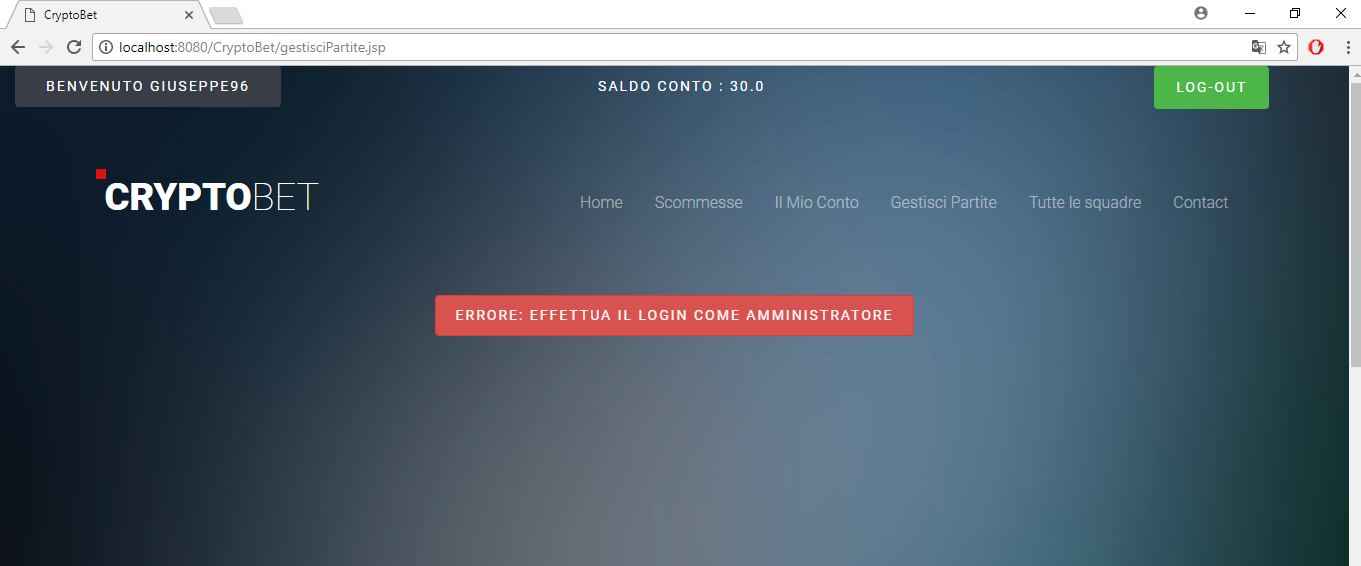 CryptoBet
localhost:8080/CryptoBet/gestisciPartite.jsp
BENVENUTO GIUSEPPE96 SALDO CONTO : 30.0 LOG-OUT
CRYPTOBET Home Scommesse Il Mio Conto Gestisci Partite Tutte le squadre Contact
ERRORE: EFFETTUA IL LOGIN COME AMMINISTRATORE